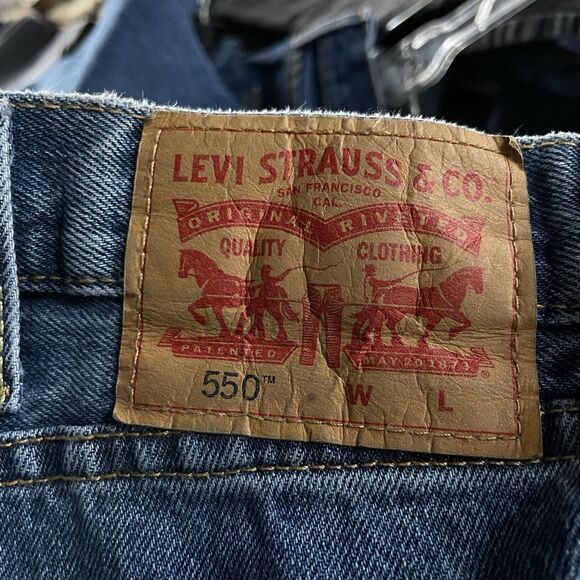 LEVI STRAUSS & CO.
SAN FRANCISCO
CAL.
ORIGINAL RIVETED
QUALITY CLOTHING
PATENTED MAY 20 1873
®
550™ W L